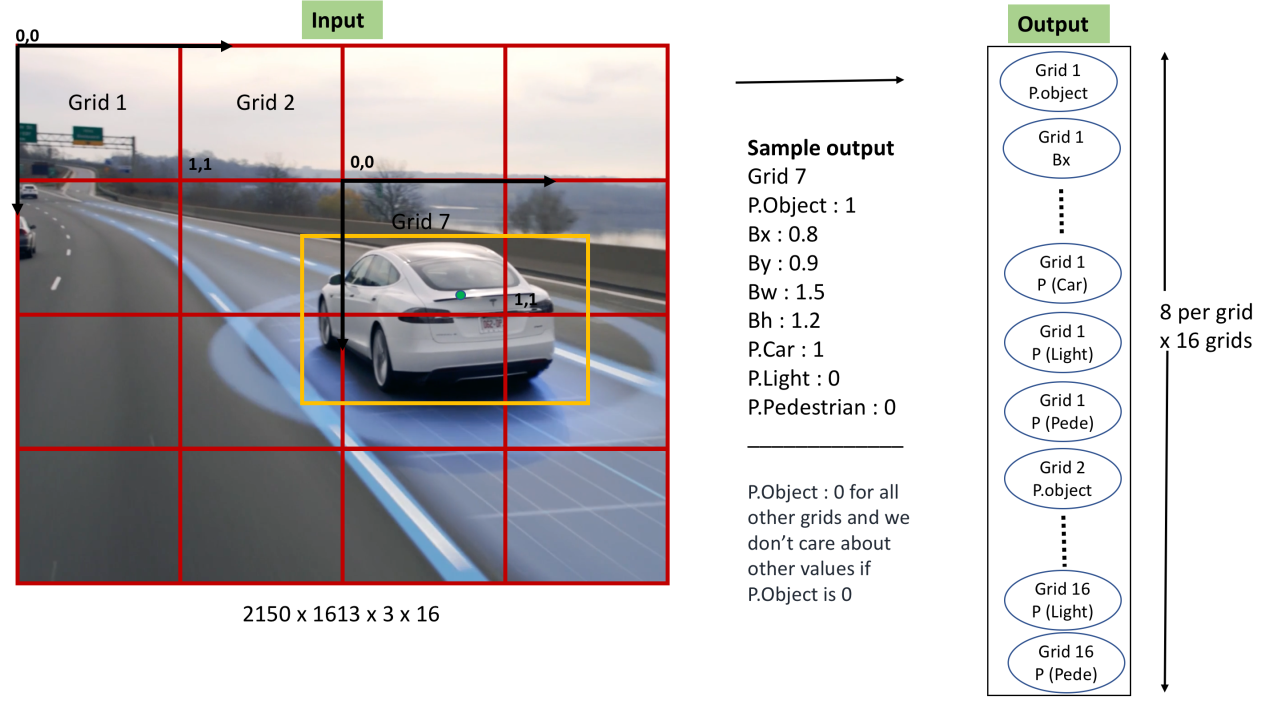 Input
0,0
Grid 1
Grid 2
1,1
0,0
Grid 7
1,1
2150 x 1613 x 3 x 16
Sample output
Grid 7
P.Object : 1
Bx : 0.8
By : 0.9
Bw : 1.5
Bh : 1.2
P.Car : 1
P.Light : 0
P.Pedestrian : 0
P.Object : 0 for all
other grids and we
don’t care about
other values if
P.Object is 0
Output
Grid 1
P.object
Grid 1
Bx
Grid 1
P (Car)
Grid 1
P (Light)
Grid 1
P (Pede)
Grid 2
P.object
Grid 16
P (Light)
Grid 16
P (Pede)
8 per grid
x 16 grids